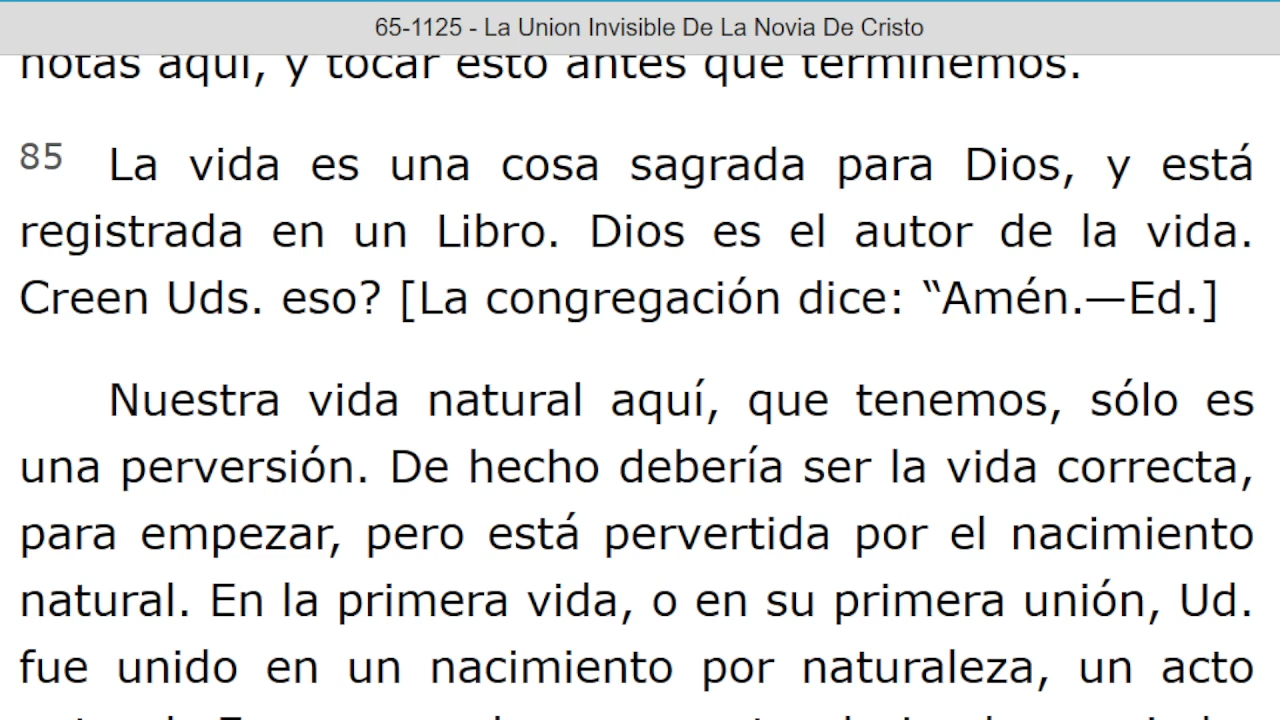 65-1125 - La Union Invisible De La Novia De Cristo
notas aquí, y tocar esto antes que terminemos.
85 La vida es una cosa sagrada para Dios, y está
registrada en un Libro. Dios es el autor de la vida.
Creen Uds. eso? [La congregación dice: “Amén.—Ed.]
Nuestra vida natural aquí, que tenemos, sólo es
una perversión. De hecho debería ser la vida correcta,
para empezar, pero está pervertida por el nacimiento
natural. En la primera vida, o en su primera unión, Ud.
fue unido en un nacimiento por naturaleza, un acto